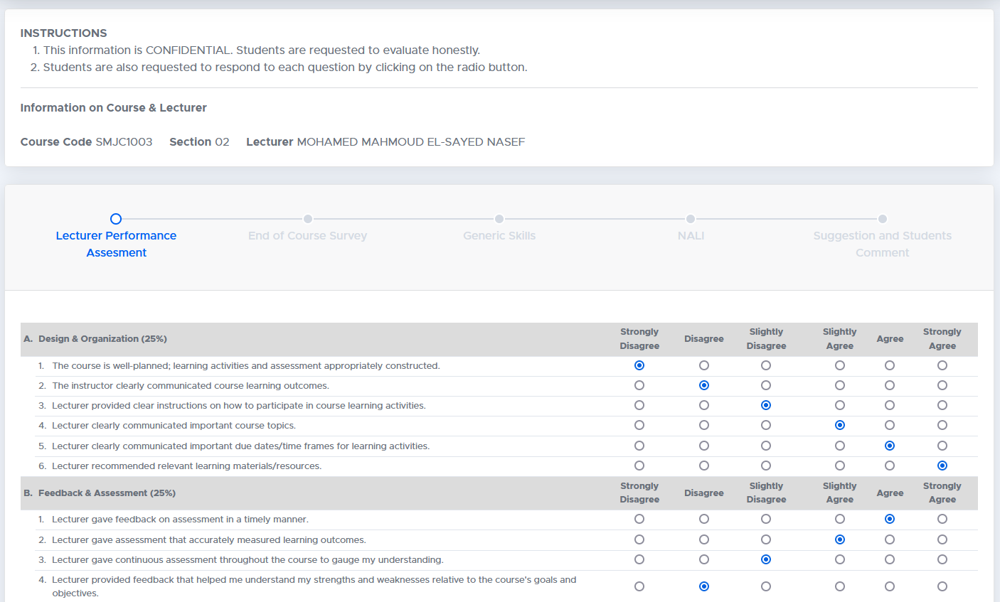 INSTRUCTIONS
1. This information is CONFIDENTIAL. Students are requested to evaluate honestly.
2. Students are also requested to respond to each question by clicking on the radio button.
Information on Course & Lecturer
Course Code SMJC1003 Section 02 Lecturer MOHAMED MAHMOUD EL-SAYED NASEF
Lecturer Performance Assesment
End of Course Survey
Generic Skills
NALI
Suggestion and Students Comment
A. Design & Organization (25%) Strongly Disagree Disagree Slightly Disagree Slightly Agree Agree Strongly Agree
1. The course is well-planned; learning activities and assessment appropriately constructed.
2. The instructor clearly communicated course learning outcomes.
3. Lecturer provided clear instructions on how to participate in course learning activities.
4. Lecturer clearly communicated important course topics.
5. Lecturer clearly communicated important due dates/time frames for learning activities.
6. Lecturer recommended relevant learning materials/resources.
B. Feedback & Assessment (25%) Strongly Disagree Disagree Slightly Disagree Slightly Agree Agree Strongly Agree
1. Lecturer gave feedback on assessment in a timely manner.
2. Lecturer gave assessment that accurately measured learning outcomes.
3. Lecturer gave continuous assessment throughout the course to gauge my understanding.
4. Lecturer provided feedback that helped me understand my strengths and weaknesses relative to the course's goals and
objectives.